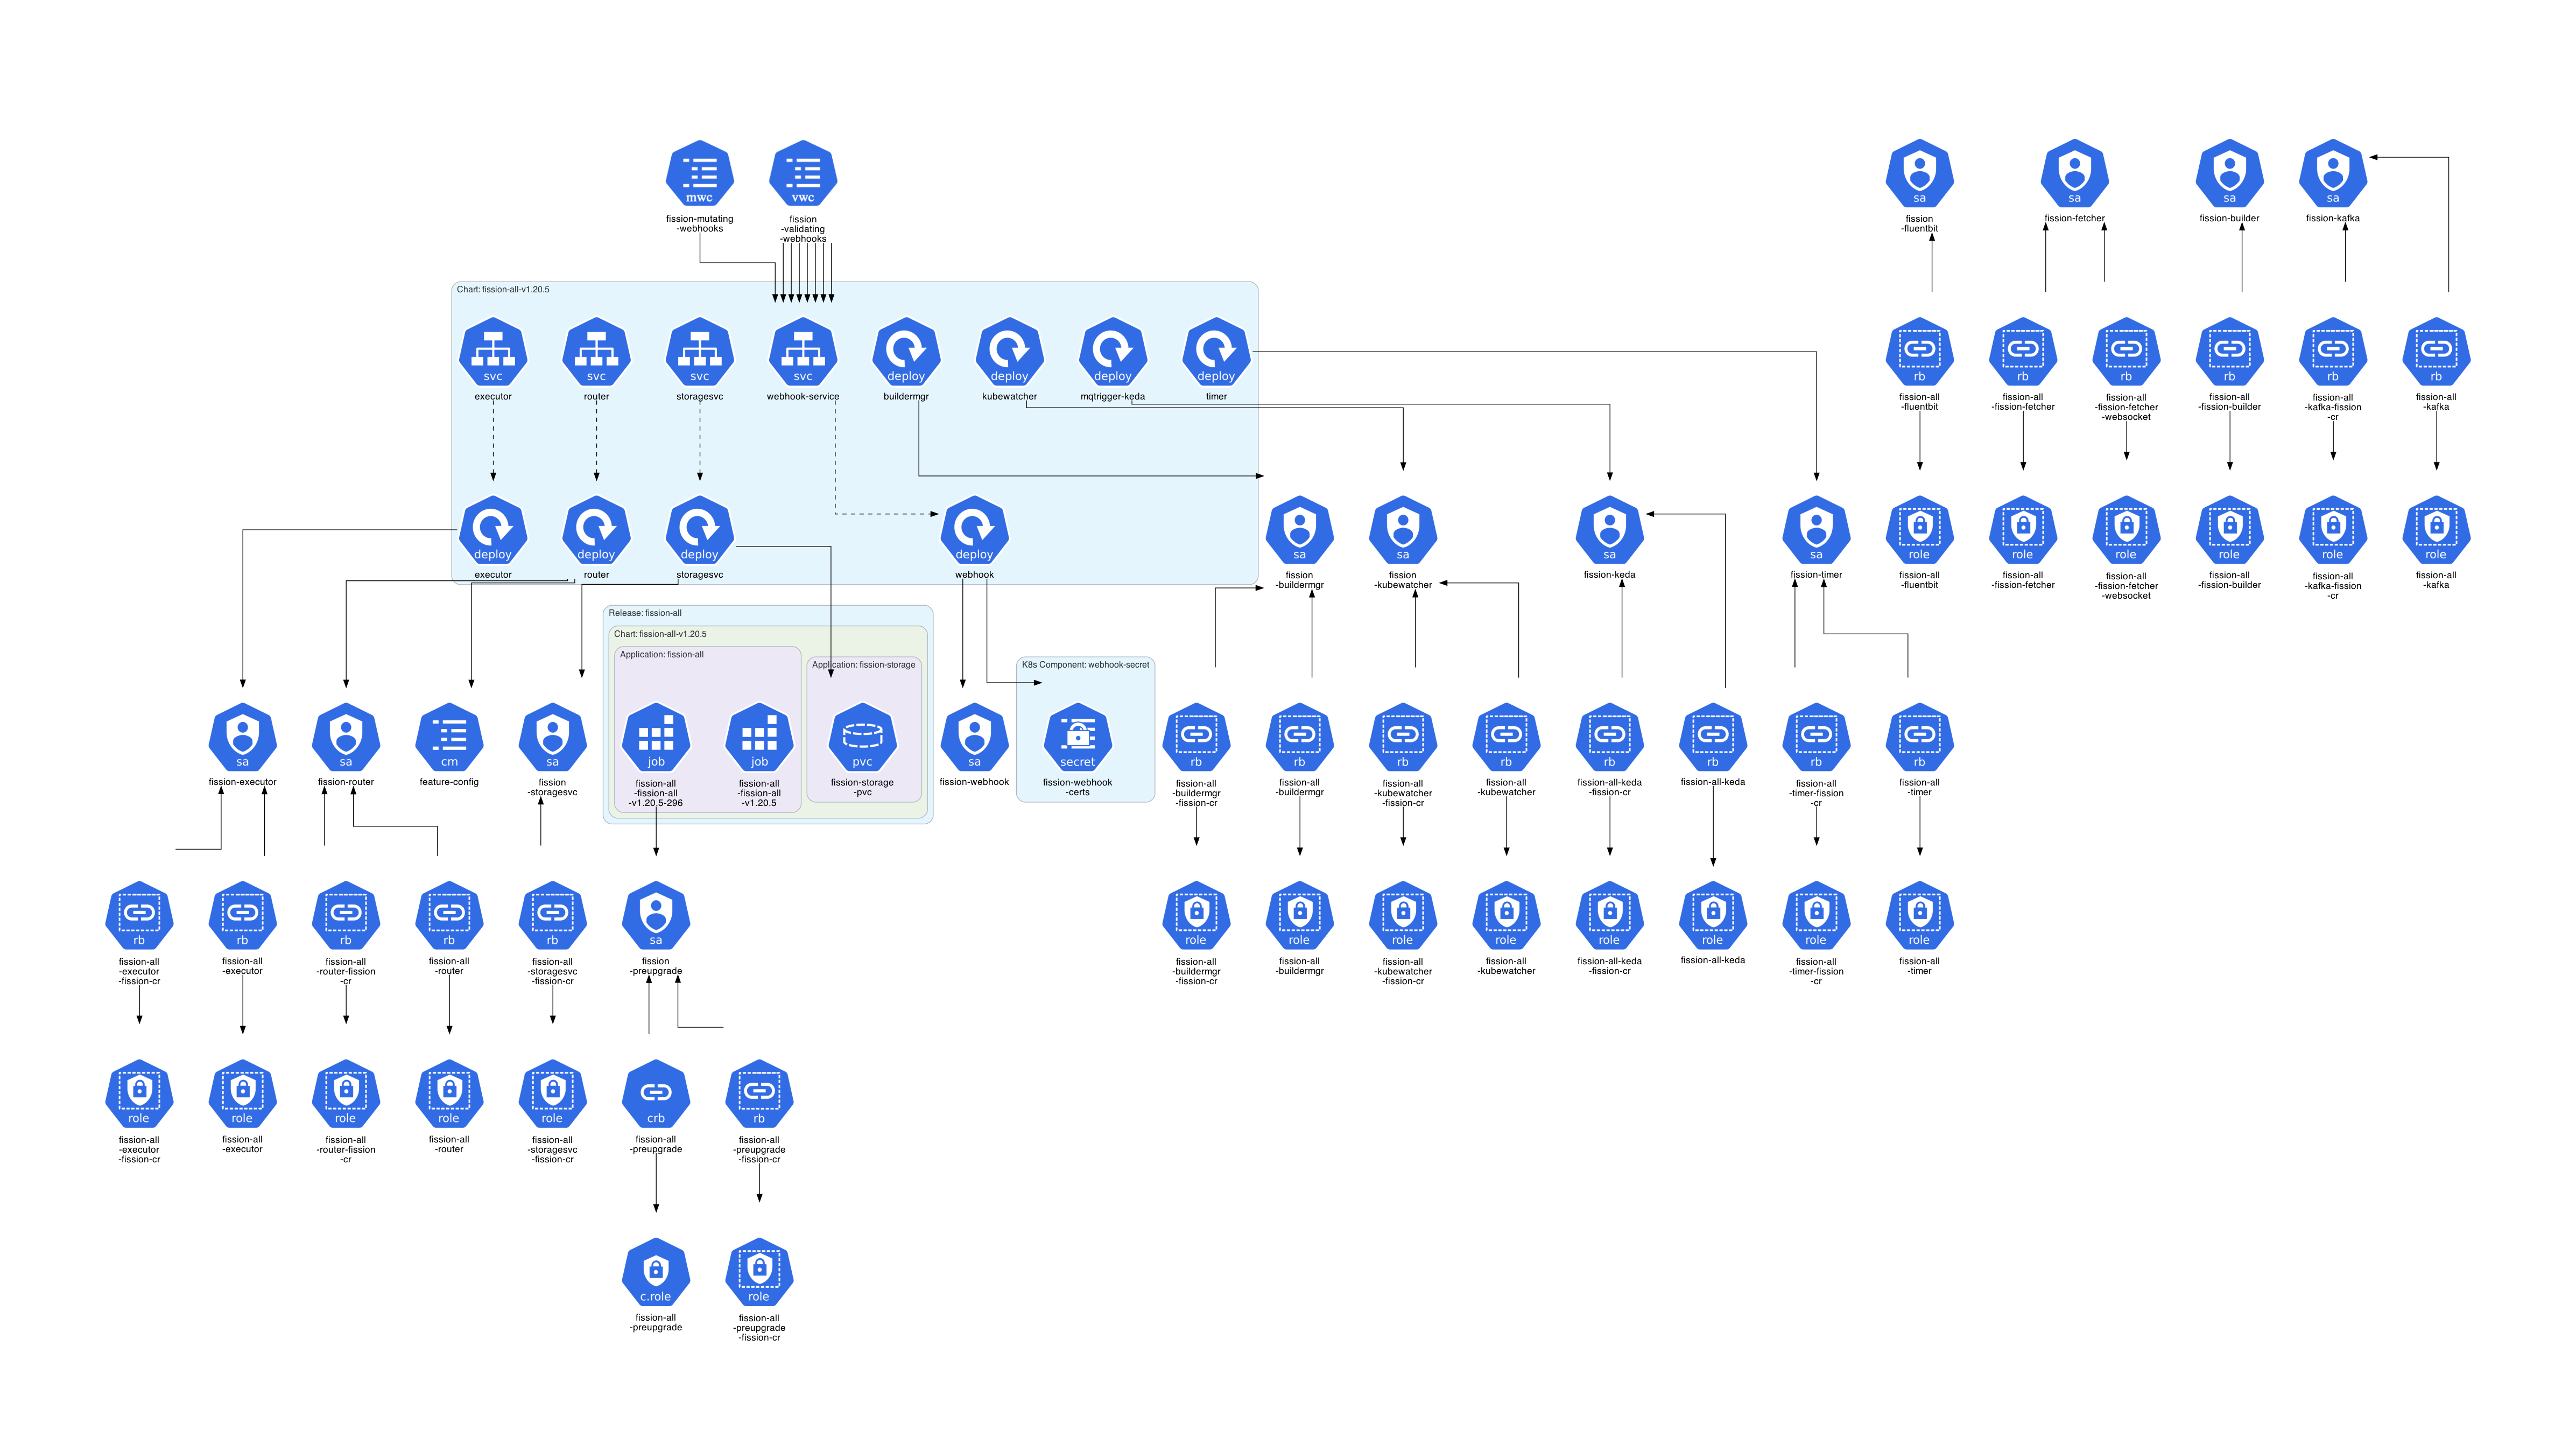 mwc
fission-mutating
-webhooks
vwc
fission
-validating
-webhooks
sa
fission
-fluentbit
sa
fission-fetcher
sa
fission-builder
sa
fission-kafka
Chart: fission-all-v1.20.5
svc
executor
svc
router
svc
storagesvc
svc
webhook-service
deploy
buildermgr
deploy
kubewatcher
deploy
mqtrigger-keda
deploy
timer
rb
fission-all
-fluentbit
rb
fission-all
-fission-fetcher
rb
fission-all
-fission-fetcher
-websocket
rb
fission-all
-fission-builder
rb
fission-all
-kafka-fission
-cr
rb
fission-all
-kafka
deploy
executor
deploy
router
deploy
storagesvc
deploy
webhook
sa
fission
-buildermgr
sa
fission
-kubewatcher
sa
fission-keda
sa
fission-timer
role
fission-all
-fluentbit
role
fission-all
-fission-fetcher
role
fission-all
-fission-fetcher
-websocket
role
fission-all
-fission-builder
role
fission-all
-kafka-fission
-cr
role
fission-all
-kafka
Release: fission-all
Chart: fission-all-v1.20.5
Application: fission-all
Application: fission-storage
K8s Component: webhook-secret
sa
fission-executor
sa
fission-router
cm
feature-config
sa
fission
-storagesvc
job
fission-all
-fission-all
-v1.20.5-296
job
fission-all
-fission-all
-v1.20.5
pvc
fission-storage
-pvc
sa
fission-webhook
secret
fission-webhook
-certs
rb
fission-all
-buildermgr
-fission-cr
rb
fission-all
-buildermgr
rb
fission-all
-kubewatcher
-fission-cr
rb
fission-all
-kubewatcher
rb
fission-all-keda
-fission-cr
rb
fission-all-keda
rb
fission-all
-timer-fission
-cr
rb
fission-all
-timer
rb
fission-all
-executor
-fission-cr
rb
fission-all
-executor
rb
fission-all
-router-fission
-cr
rb
fission-all
-router
rb
fission-all
-storagesvc
-fission-cr
sa
fission
-preupgrade
role
fission-all
-buildermgr
-fission-cr
role
fission-all
-buildermgr
role
fission-all
-kubewatcher
-fission-cr
role
fission-all
-kubewatcher
role
fission-all-keda
-fission-cr
role
fission-all-keda
role
fission-all
-timer-fission
-cr
role
fission-all
-timer
role
fission-all
-executor
-fission-cr
role
fission-all
-executor
role
fission-all
-router-fission
-cr
role
fission-all
-router
role
fission-all
-storagesvc
-fission-cr
crb
fission-all
-preupgrade
rb
fission-all
-preupgrade
-fission-cr
c.role
fission-all
-preupgrade
role
fission-all
-preupgrade
-fission-cr